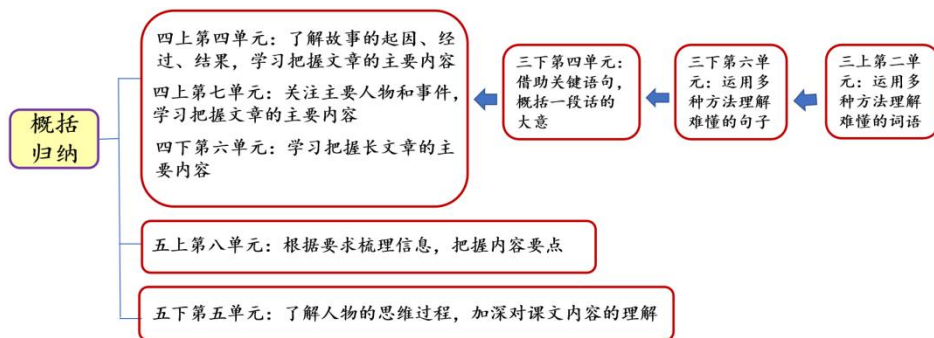 概括
归纳
四上第四单元：了解故事的起因、经
过、结果，学习把握文章的主要内容
四上第七单元：关注主要人物和事件，
学习把握文章的主要内容
四下第六单元：学习把握长文章的主
要内容
三下第四单元：
借助关键语句，
概括一段话的
大意
三下第六单
元：运用多
种方法理解
难懂的句子
三上第二单
元：运用多
种方法理解
难懂的词语
五上第八单元：根据要求梳理信息，把握内容要点
五下第五单元：了解人物的思维过程，加深对课文内容的理解